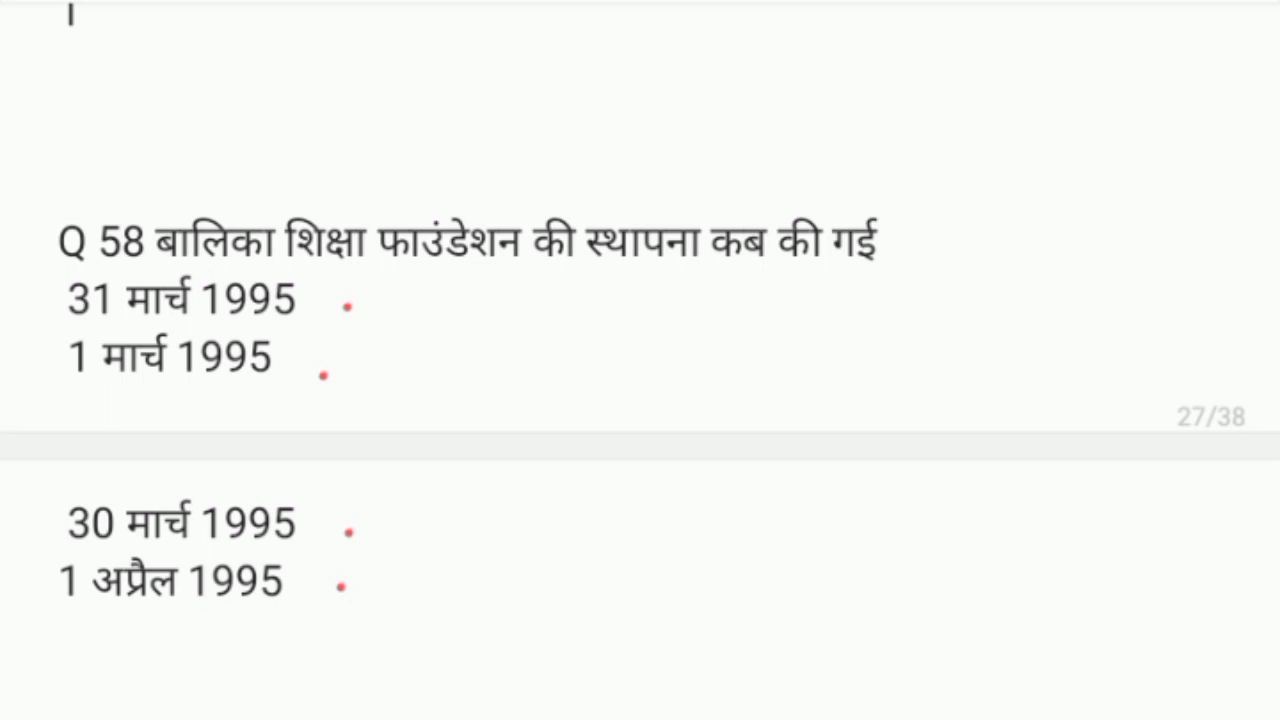 Q 58 बालिका शिक्षा फाउंडेशन की स्थापना कब की गई
31 मार्च 1995
1 मार्च 1995
27/38
30 मार्च 1995
1 अप्रैल 1995